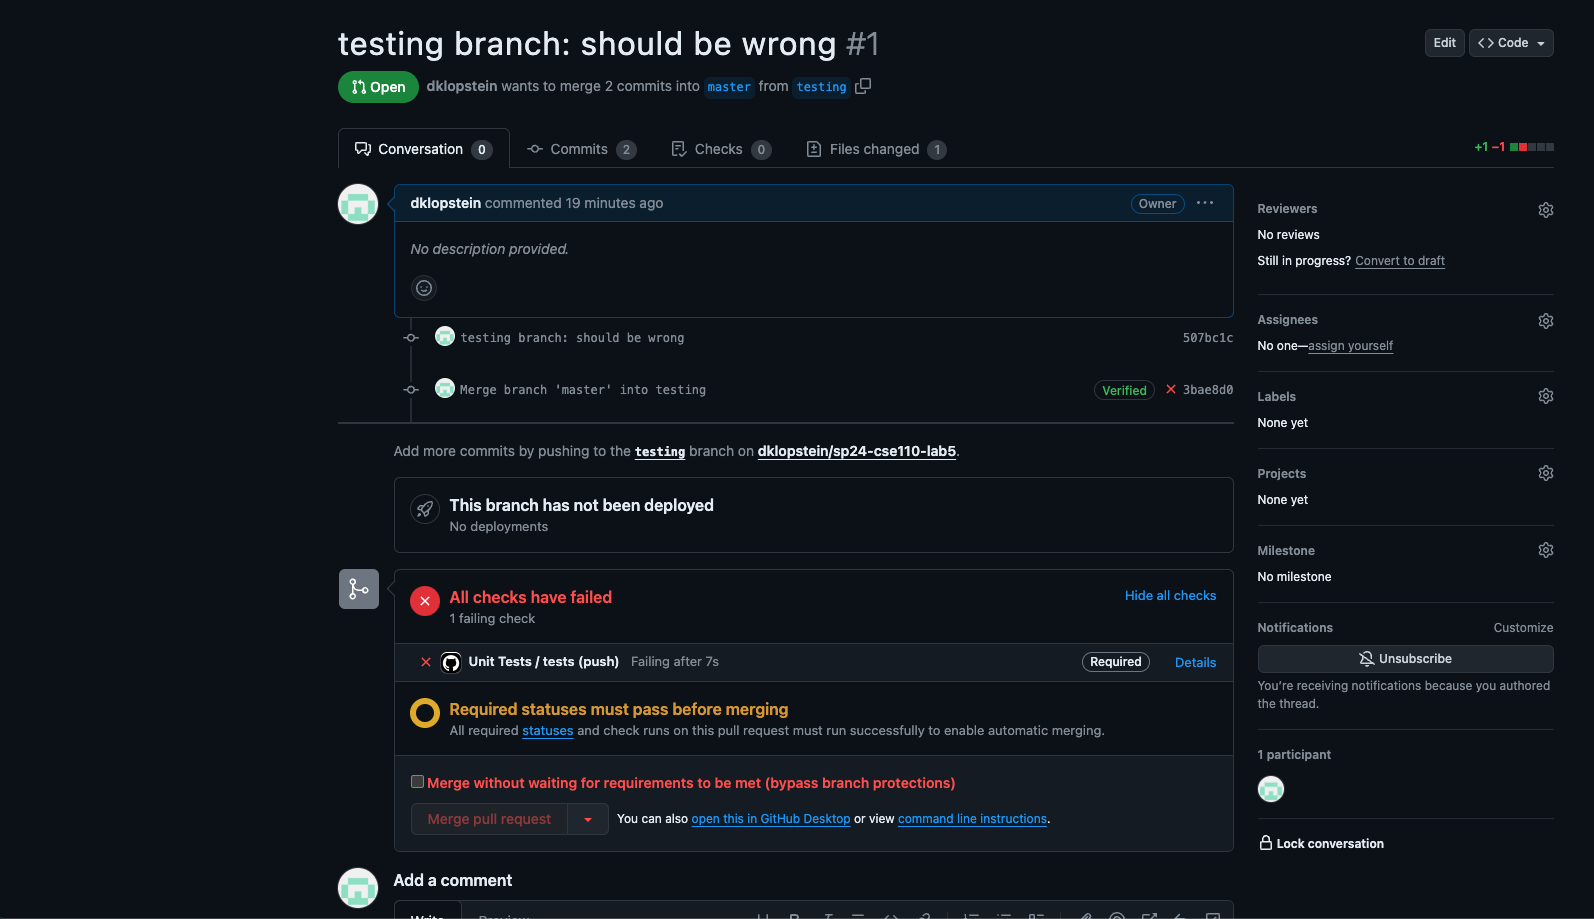 testing branch: should be wrong #1
Edit
Code
Open
dklopstein wants to merge 2 commits into master from testing
Conversation 0
Commits 2
Checks 0
Files changed 1
+1 −1
dklopstein commented 19 minutes ago
Owner
No description provided.
testing branch: should be wrong
507bc1c
Merge branch 'master' into testing
Verified
3bae8d0
Add more commits by pushing to the testing branch on dklopstein/sp24-cse110-lab5.
This branch has not been deployed
No deployments
All checks have failed
1 failing check
Hide all checks
Unit Tests / tests (push) Failing after 7s
Required
Details
Required statuses must pass before merging
All required statuses and check runs on this pull request must run successfully to enable automatic merging.
Merge without waiting for requirements to be met (bypass branch protections)
Merge pull request
You can also open this in GitHub Desktop or view command line instructions.
Add a comment
Write
Preview
Reviewers
No reviews
Still in progress? Convert to draft
Assignees
No one—assign yourself
Labels
None yet
Projects
None yet
Milestone
No milestone
Notifications
Customize
Unsubscribe
You're receiving notifications because you authored
the thread.
1 participant
Lock conversation